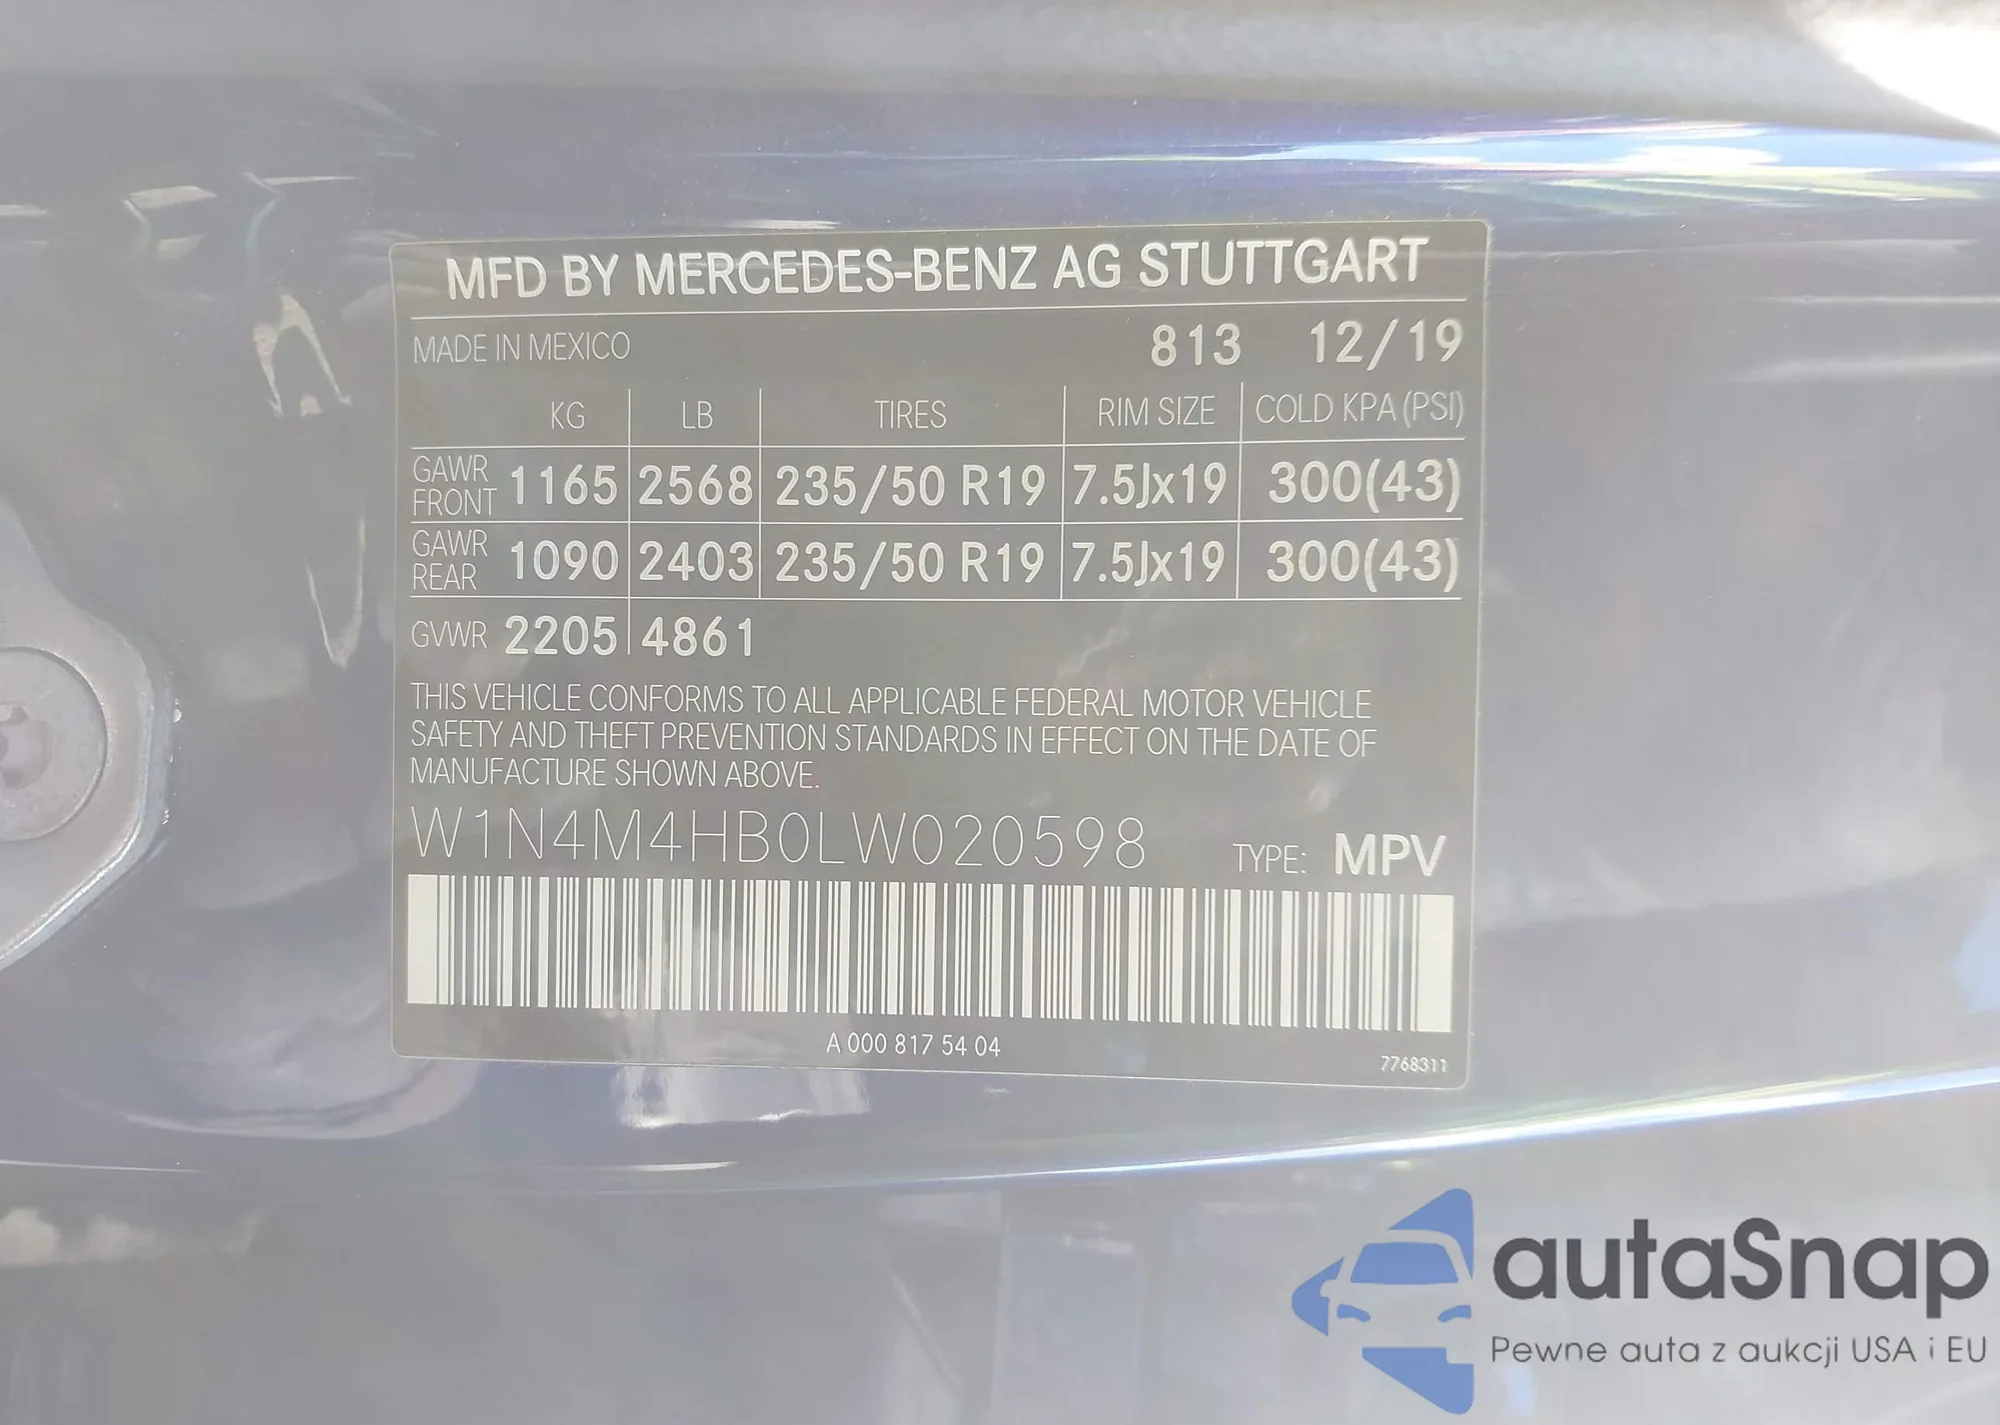 MFD BY MERCEDES-BENZ AG STUTTGART
MADE IN MEXICO 813 12/19
KG LB TIRES RIM SIZE COLD KPA (PSI)
GAWR FRONT 1165 2568 235/50 R19 7.5Jx19 300(43)
GAWR REAR 1090 2403 235/50 R19 7.5Jx19 300(43)
GVWR 2205 4861
THIS VEHICLE CONFORMS TO ALL APPLICABLE FEDERAL MOTOR VEHICLE
SAFETY AND THEFT PREVENTION STANDARDS IN EFFECT ON THE DATE OF
MANUFACTURE SHOWN ABOVE.
W1N4M4HB0LW020598 TYPE: MPV
A 000 817 54 04
7768311
autaSnap
Pewne auta z aukcji USA i EU